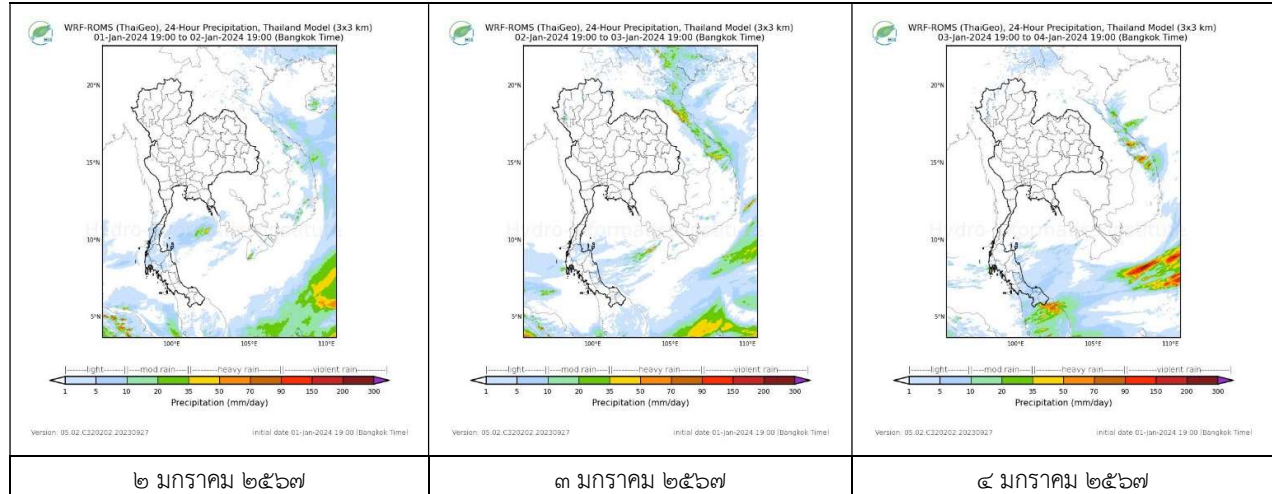 WRF-ROMS (ThaiGeo), 24-Hour Precipitation, Thailand Model (3x3 km)
01-Jan-2024 19:00 to 02-Jan-2024 19:00 (Bangkok Time)
20°N
15°N
10°N
5°N
100°E
105°E
110°E
light
mod rain
heavy rain
violent rain
1 5 10 20 35 50 70 90 150 200 300
Precipitation (mm/day)
Version: 05.02.C320202.20230927
initial date 01-Jan-2024 19:00 (Bangkok Time)
๒ มกราคม ๒๕๖๗
WRF-ROMS (ThaiGeo), 24-Hour Precipitation, Thailand Model (3x3 km)
02-Jan-2024 19:00 to 03-Jan-2024 19:00 (Bangkok Time)
20°N
15°N
10°N
5°N
100°E
105°E
110°E
light
mod rain
heavy rain
violent rain
1 5 10 20 35 50 70 90 150 200 300
Precipitation (mm/day)
Version: 05.02.C320202.20230927
initial date 01-Jan-2024 19:00 (Bangkok Time)
๓ มกราคม ๒๕๖๗
WRF-ROMS (ThaiGeo), 24-Hour Precipitation, Thailand Model (3x3 km)
03-Jan-2024 19:00 to 04-Jan-2024 19:00 (Bangkok Time)
20°N
15°N
10°N
5°N
100°E
105°E
110°E
light
mod rain
heavy rain
violent rain
1 5 10 20 35 50 70 90 150 200 300
Precipitation (mm/day)
Version: 05.02.C320202.20230927
initial date 01-Jan-2024 19:00 (Bangkok Time)
๔ มกราคม ๒๕๖๗